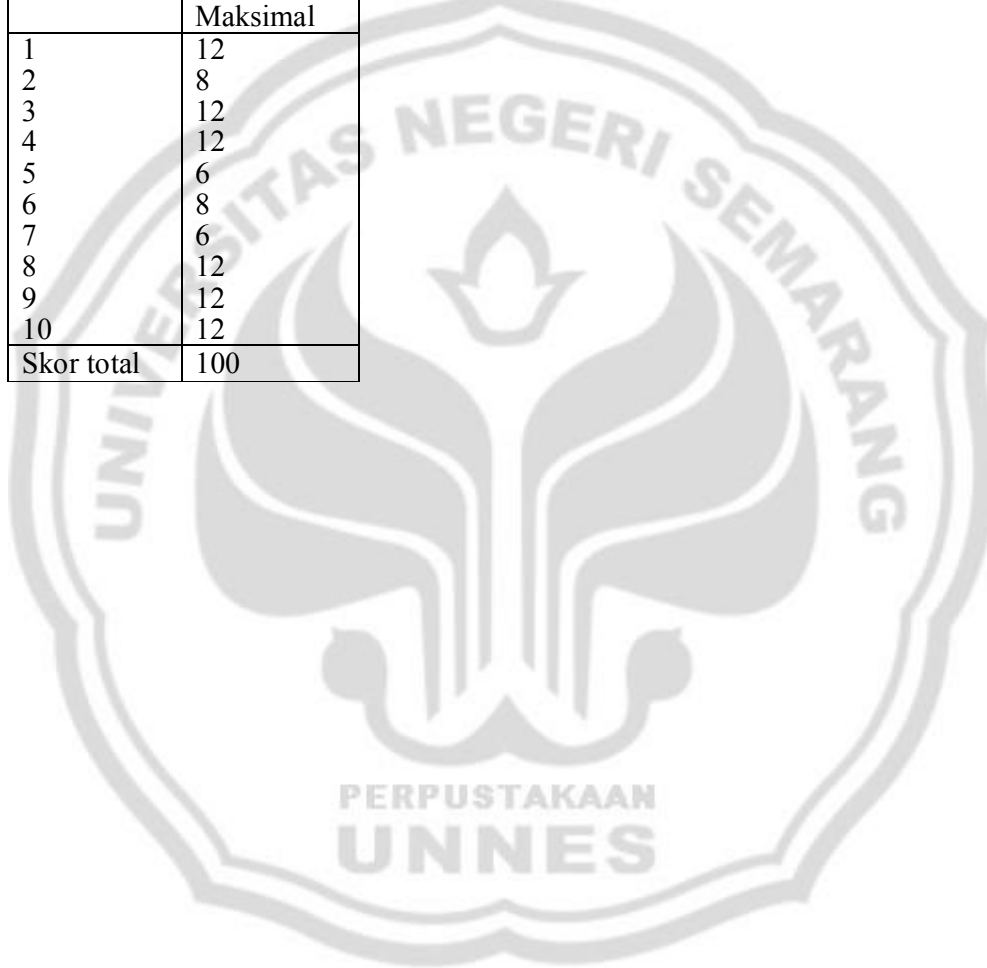 Maksimal
1 12
2 8
3 12
4 12
5 6
6 8
7 6
8 12
9 12
10 12
Skor total 100
UNIVERSITAS NEGERI SEMARANG
PERPUSTAKAAN
UNNES